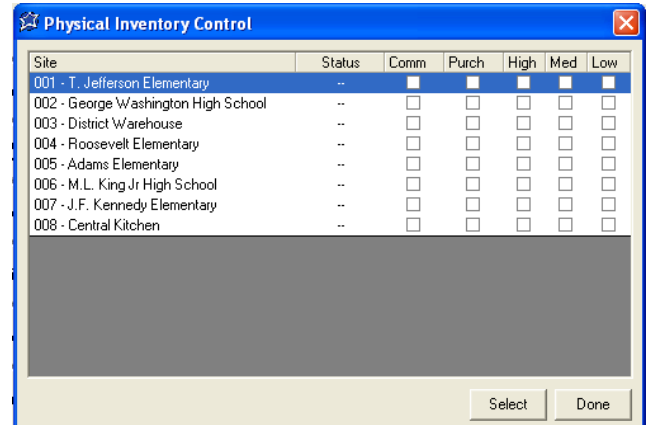 Physical Inventory Control
Site Status Comm Purch High Med Low
001 - T. Jefferson Elementary --
002 - George Washington High School --
003 - District Warehouse --
004 - Roosevelt Elementary --
005 - Adams Elementary --
006 - M.L. King Jr High School --
007 - J.F. Kennedy Elementary --
008 - Central Kitchen --
Select Done